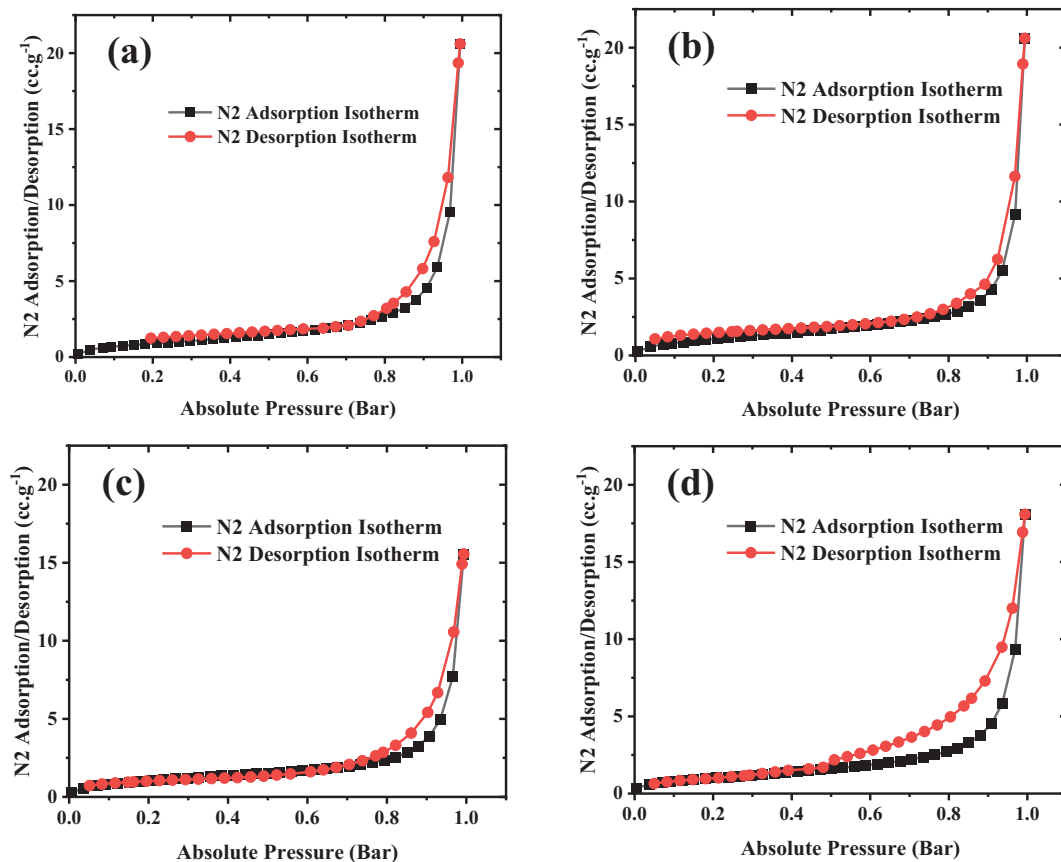 (a)
N2 Adsorption Isotherm
N2 Desorption Isotherm
N2 Adsorption/Desorption (cc.g⁻¹)
20
15
10
5
0
0.0 0.2 0.4 0.6 0.8 1.0
Absolute Pressure (Bar)
(b)
N2 Adsorption Isotherm
N2 Desorption Isotherm
N2 Adsorption/Desorption (cc.g⁻¹)
20
15
10
5
0
0.0 0.2 0.4 0.6 0.8 1.0
Absolute Pressure (Bar)
(c)
N2 Adsorption Isotherm
N2 Desorption Isotherm
N2 Adsorption/Desorption (cc.g⁻¹)
20
15
10
5
0
0.0 0.2 0.4 0.6 0.8 1.0
Absolute Pressure (Bar)
(d)
N2 Adsorption Isotherm
N2 Desorption Isotherm
N2 Adsorption/Desorption (cc.g⁻¹)
20
15
10
5
0
0.0 0.2 0.4 0.6 0.8 1.0
Absolute Pressure (Bar)